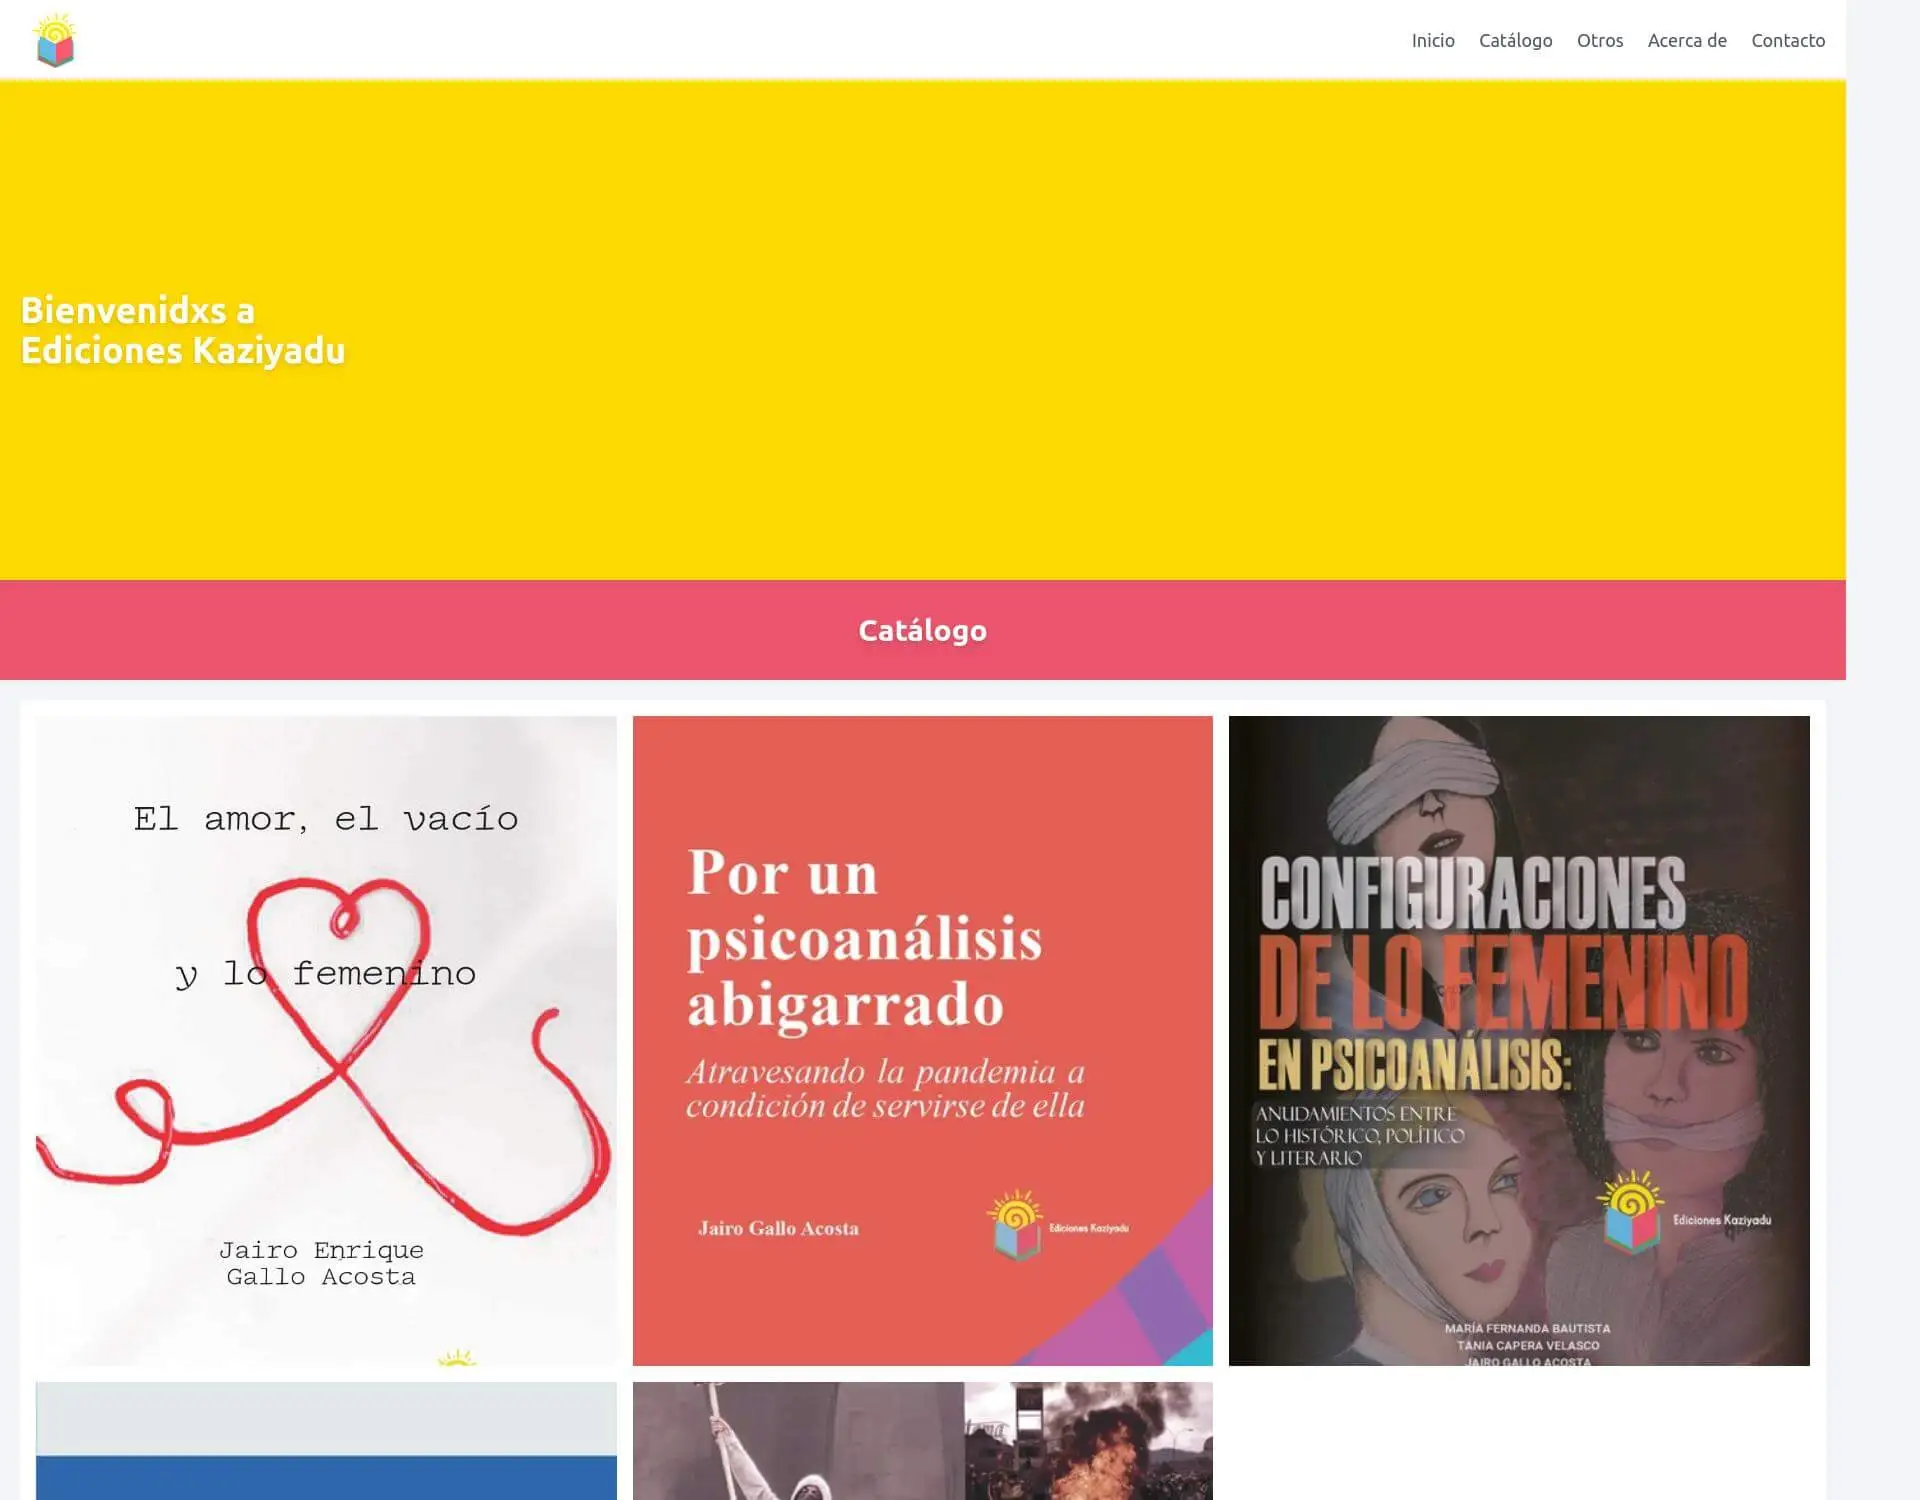 Inicio Catálogo Otros Acerca de Contacto
Bienvenidxs a
Ediciones Kaziyadu
Catálogo
El amor, el vacío
y lo femenino
Jairo Enrique
Gallo Acosta
Por un
psicoanálisis
abigarrado
Atravesando la pandemia a
condición de servirse de ella
Jairo Gallo Acosta
Ediciones Kaziyadu
CONFIGURACIONES
DE LO FEMENINO
EN PSICOANÁLISIS:
ANUDAMIENTOS ENTRE
LO HISTÓRICO, POLÍTICO
Y LITERARIO
Ediciones Kaziyadu
MARÍA FERNANDA BAUTISTA
TANIA CAPERA VELASCO
JAIRO GALLO ACOSTA